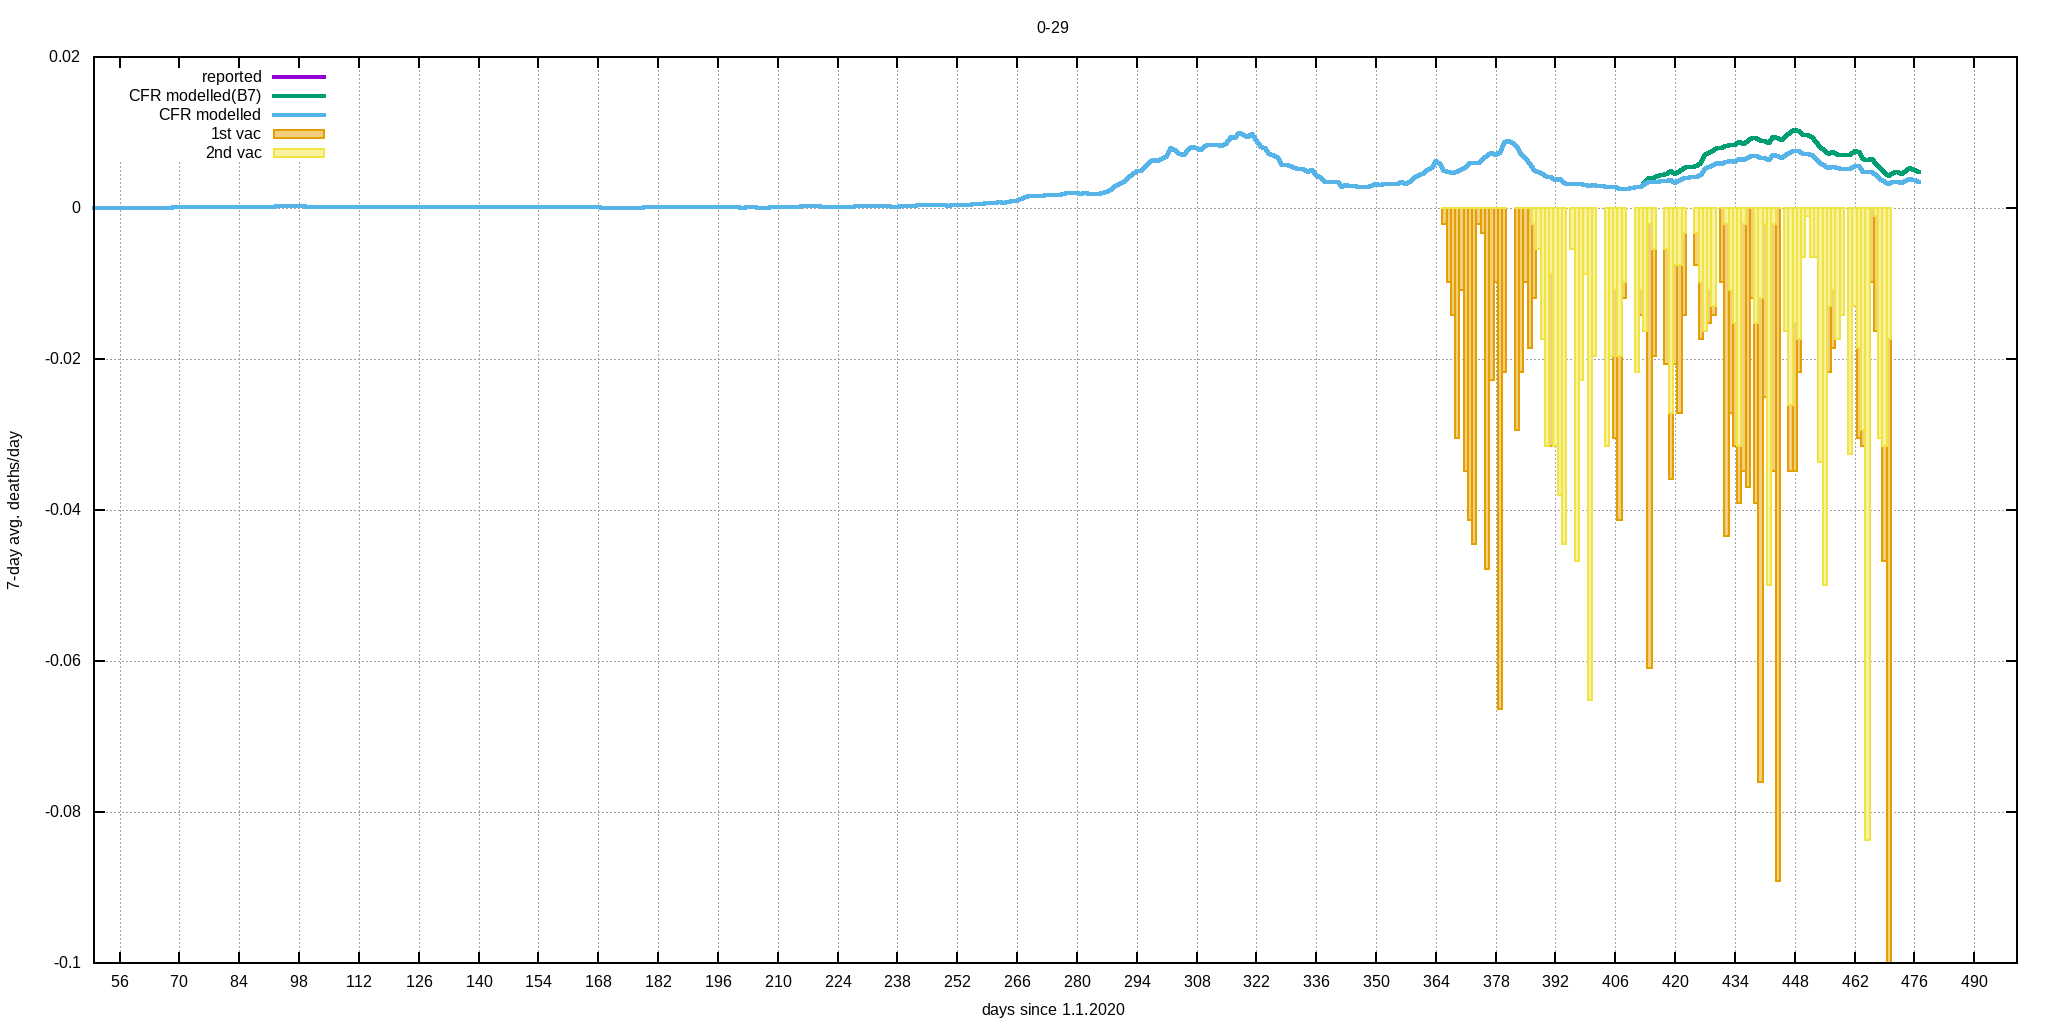 0-29
0.02
0
-0.02
-0.04
-0.06
-0.08
-0.1
7-day avg. deaths/day
reported
CFR modelled(B7)
CFR modelled
1st vac
2nd vac
56 70 84 98 112 126 140 154 168 182 196 210 224 238 252 266 280 294 308 322 336 350 364 378 392 406 420 434 448 462 476 490
days since 1.1.2020